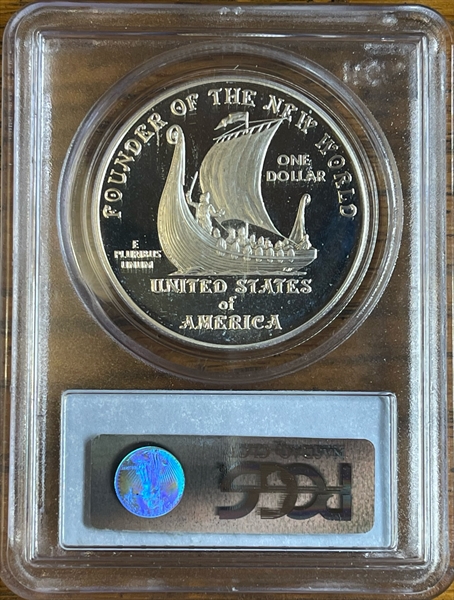 FOUNDER OF THE NEW WORLD
ONE
DOLLAR
E
PLURIBUS
UNUM
UNITED STATES
of
AMERICA
PCGS